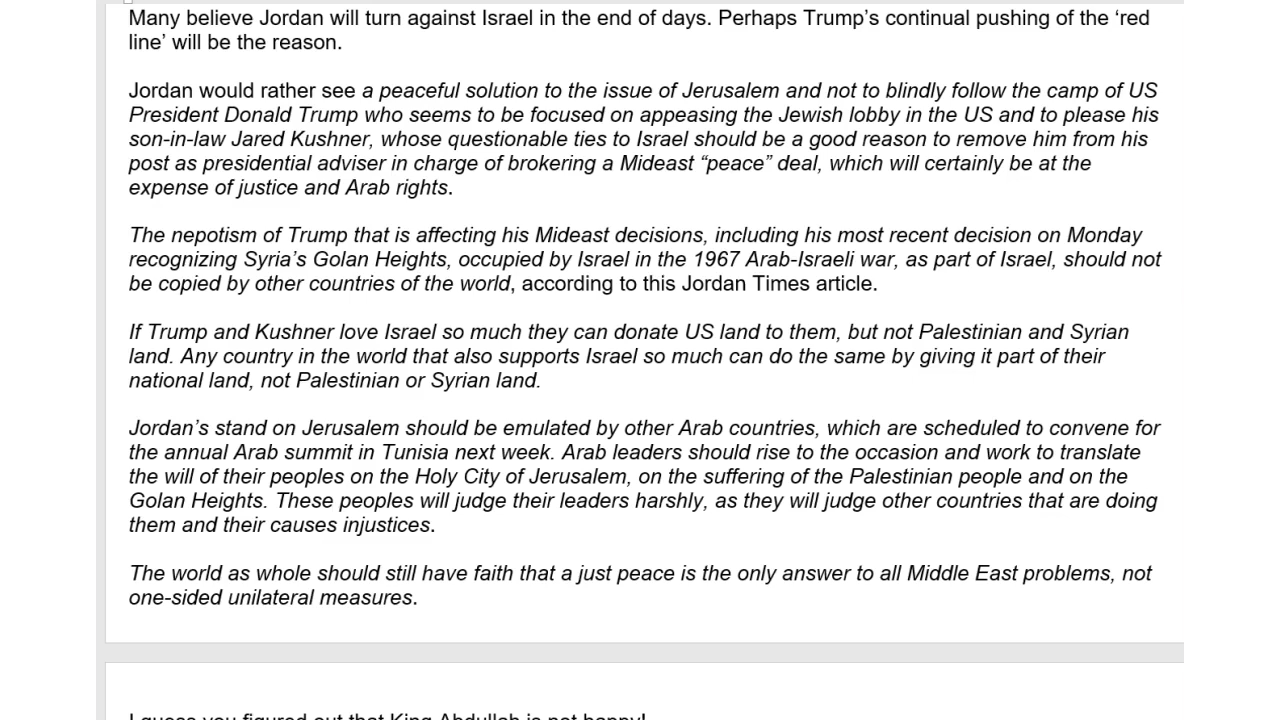 Many believe Jordan will turn against Israel in the end of days. Perhaps Trump’s continual pushing of the ‘red
line’ will be the reason.
Jordan would rather see a peaceful solution to the issue of Jerusalem and not to blindly follow the camp of US
President Donald Trump who seems to be focused on appeasing the Jewish lobby in the US and to please his
son-in-law Jared Kushner, whose questionable ties to Israel should be a good reason to remove him from his
post as presidential adviser in charge of brokering a Mideast “peace” deal, which will certainly be at the
expense of justice and Arab rights.
The nepotism of Trump that is affecting his Mideast decisions, including his most recent decision on Monday
recognizing Syria’s Golan Heights, occupied by Israel in the 1967 Arab-Israeli war, as part of Israel, should not
be copied by other countries of the world, according to this Jordan Times article.
If Trump and Kushner love Israel so much they can donate US land to them, but not Palestinian and Syrian
land. Any country in the world that also supports Israel so much can do the same by giving it part of their
national land, not Palestinian or Syrian land.
Jordan’s stand on Jerusalem should be emulated by other Arab countries, which are scheduled to convene for
the annual Arab summit in Tunisia next week. Arab leaders should rise to the occasion and work to translate
the will of their peoples on the Holy City of Jerusalem, on the suffering of the Palestinian people and on the
Golan Heights. These peoples will judge their leaders harshly, as they will judge other countries that are doing
them and their causes injustices.
The world as whole should still have faith that a just peace is the only answer to all Middle East problems, not
one-sided unilateral measures.
I guess you figured out that King Abdullah is not happy!